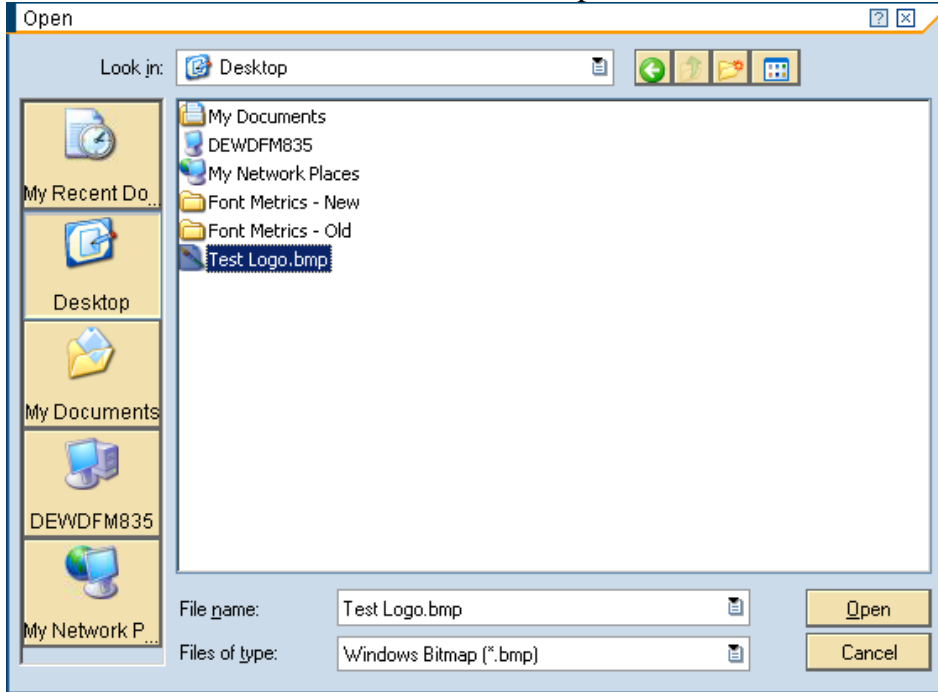 Open
Look in: Desktop
My Recent Do...
Desktop
My Documents
DEWDFM835
My Network P...
My Documents
DEWDFM835
My Network Places
Font Metrics - New
Font Metrics - Old
Test Logo.bmp
File name: Test Logo.bmp Open
Files of type: Windows Bitmap (*.bmp) Cancel